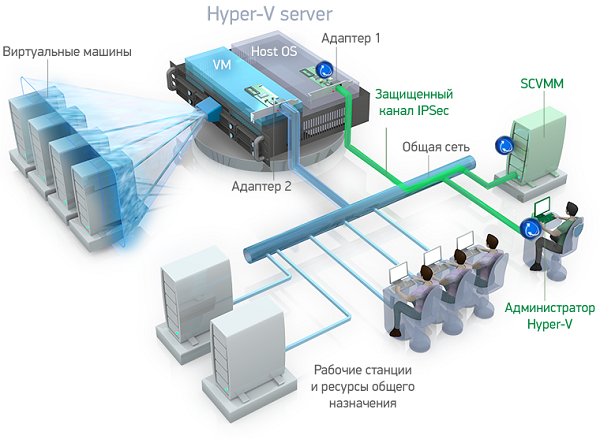 Hyper-V server
Виртуальные машины
VM
Host OS
Адаптер 1
Защищенный
канал IPSec
SCVMM
Общая сеть
Адаптер 2
Администратор
Hyper-V
Рабочие станции
и ресурсы общего
назначения